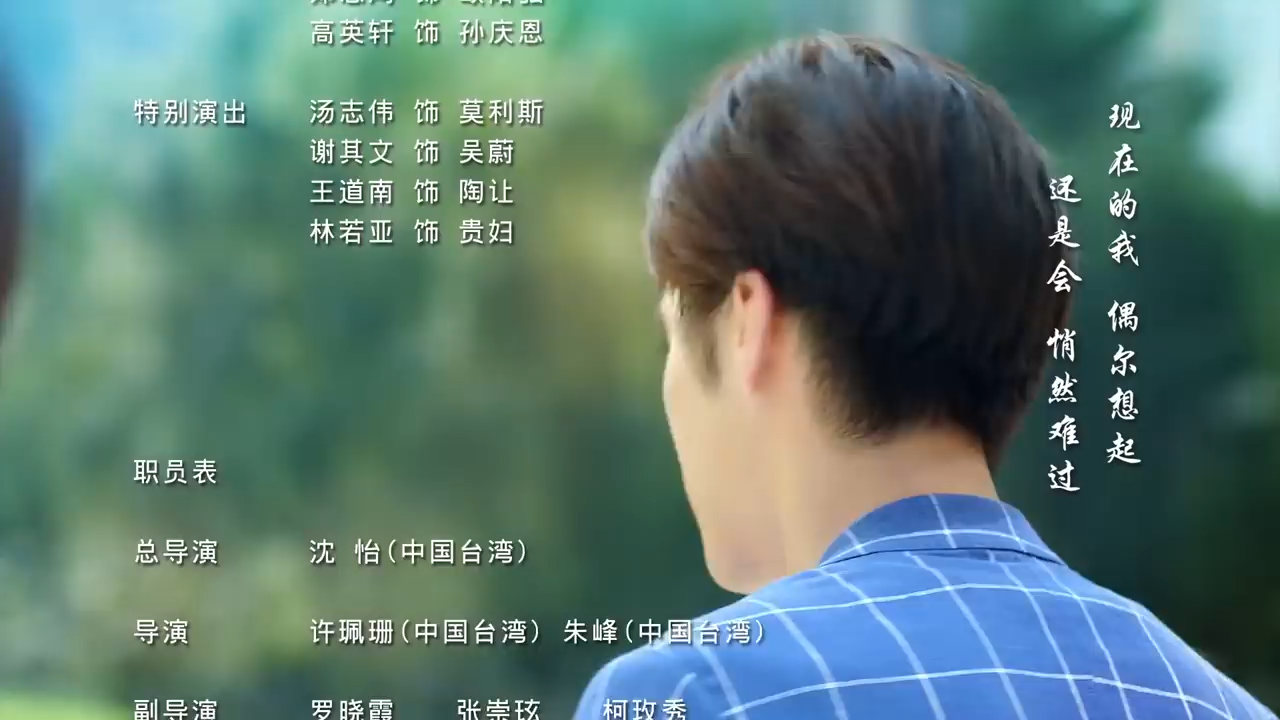 高英轩 饰 孙庆恩
特别演出 汤志伟 饰 莫利斯
谢其文 饰 吴蔚
王道南 饰 陶让
林若亚 饰 贵妇
职员表
总导演 沈 怡(中国台湾)
导演 许珮珊(中国台湾) 朱峰(中国台湾)
副导演 罗晓霞 张崇玹 柯玫秀
现在的我 偶尔想起
还是会 悄然难过